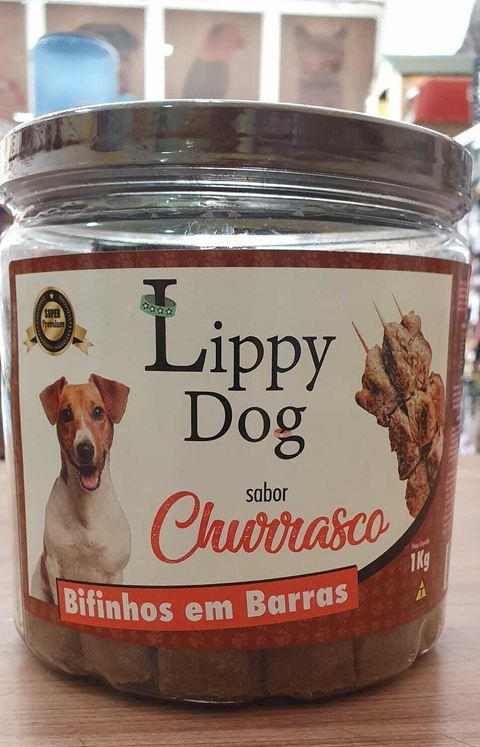 SUPER
Premium
Lippy
Dog
sabor
Churrasco
Peso Líquido
1Kg
T
Bifinhos em Barras